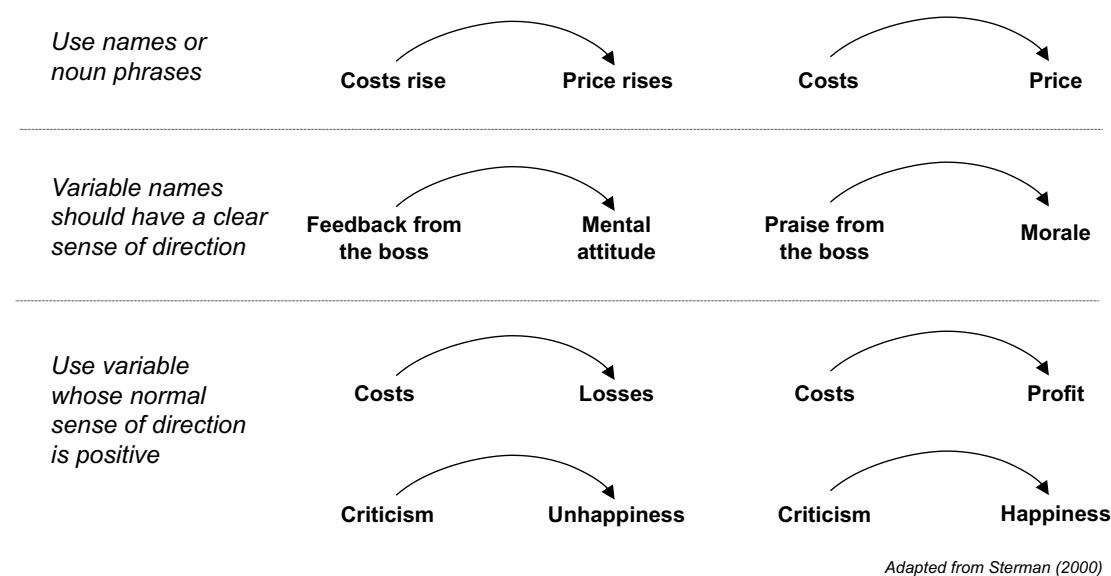 Use names or
noun phrases
Costs rise
Price rises
Costs
Price
Variable names
should have a clear
sense of direction
Feedback from
the boss
Mental
attitude
Praise from
the boss
Morale
Use variable
whose normal
sense of direction
is positive
Costs
Losses
Costs
Profit
Criticism
Unhappiness
Criticism
Happiness
Adapted from Sterman (2000)